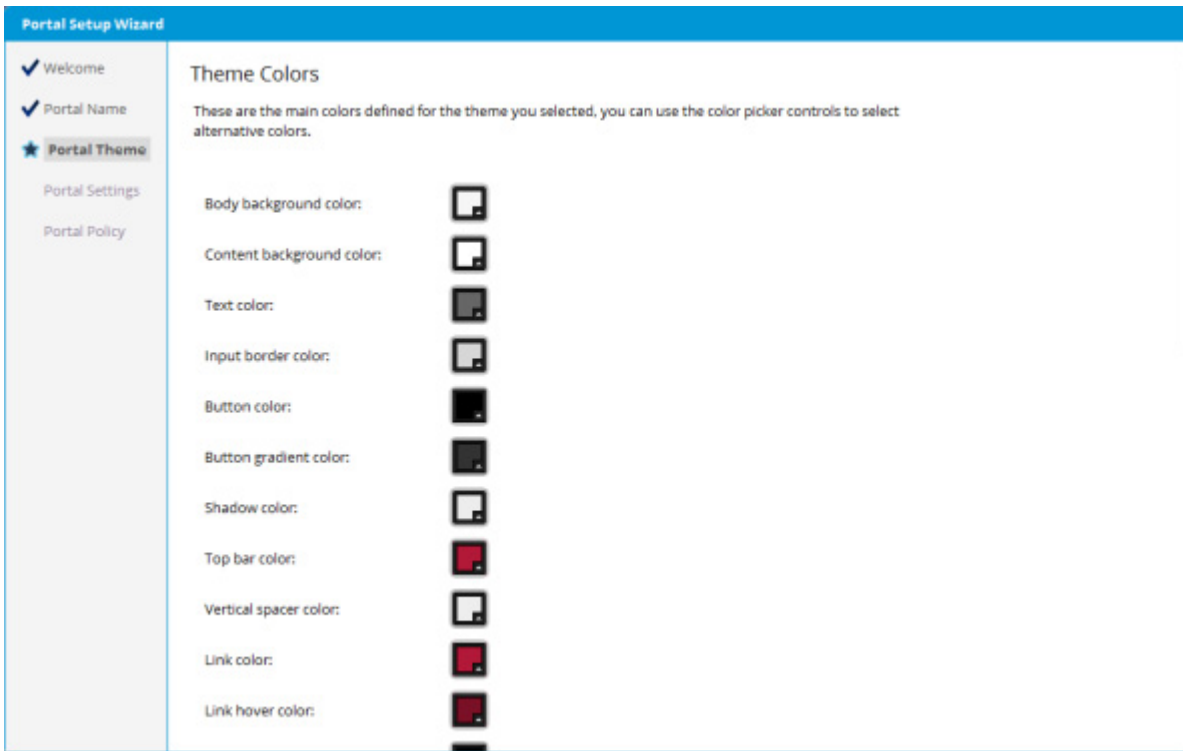 Portal Setup Wizard
Welcome
Portal Name
Portal Theme
Portal Settings
Portal Policy
Theme Colors
These are the main colors defined for the theme you selected, you can use the color picker controls to select
alternative colors.
Body background color:
Content background color:
Text color:
Input border color:
Button color:
Button gradient color:
Shadow color:
Top bar color:
Vertical spacer color:
Link color:
Link hover color: